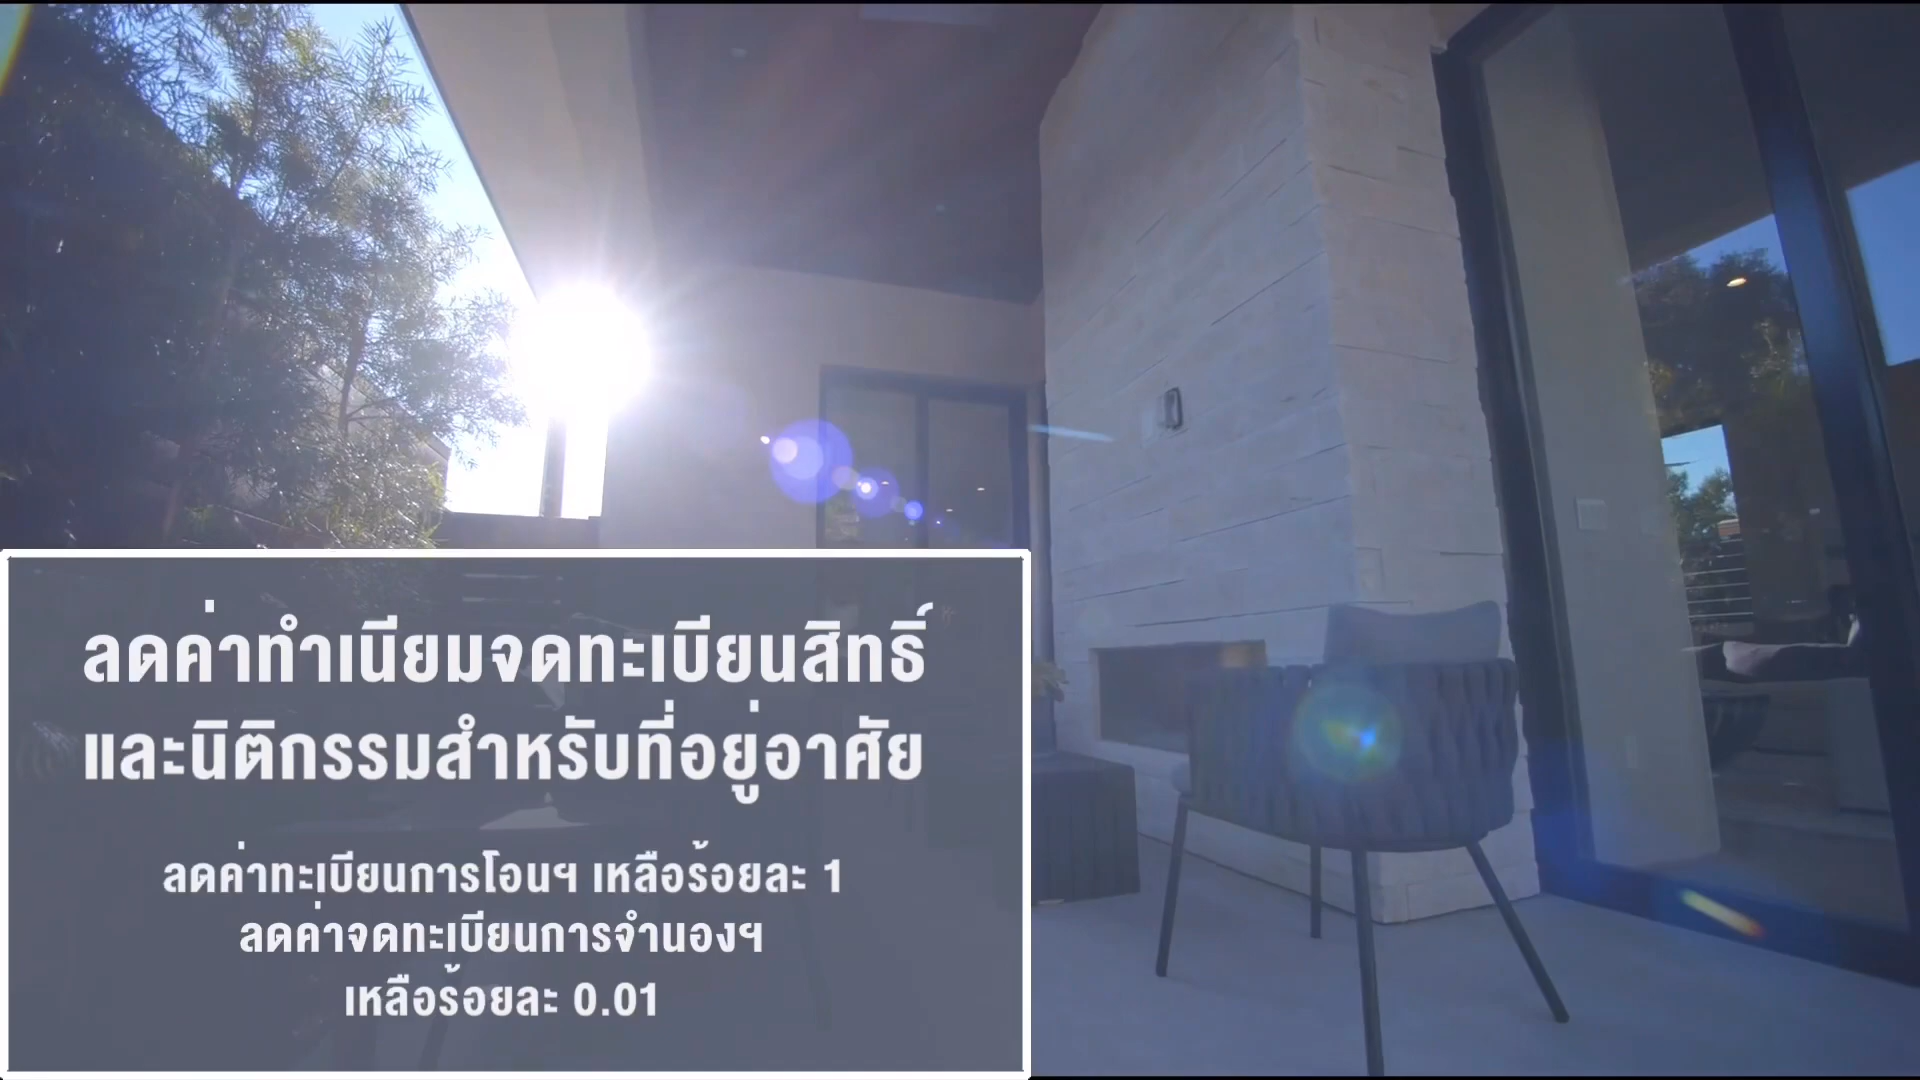 ลดค่าทำเนียมจดทะเบียนสิทธิ์
และนิติกรรมสำหรับที่อยู่อาศัย
ลดค่าทะเบียนการโอนฯ เหลือร้อยละ 1
ลดค่าจดทะเบียนการจำนองฯ
เหลือร้อยละ 0.01